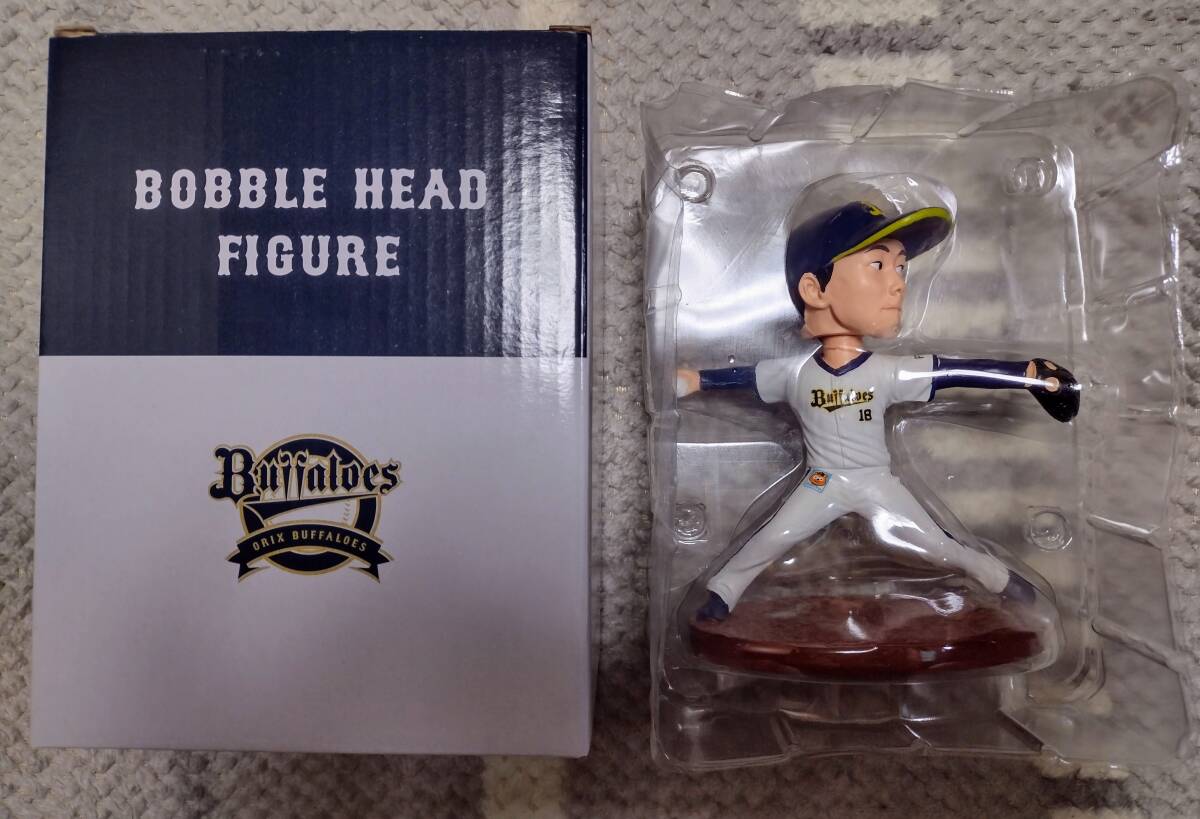 BOBBLE HEAD
FIGURE
Buffaloes
ORIX BUFFALOES
Buffaloes
18